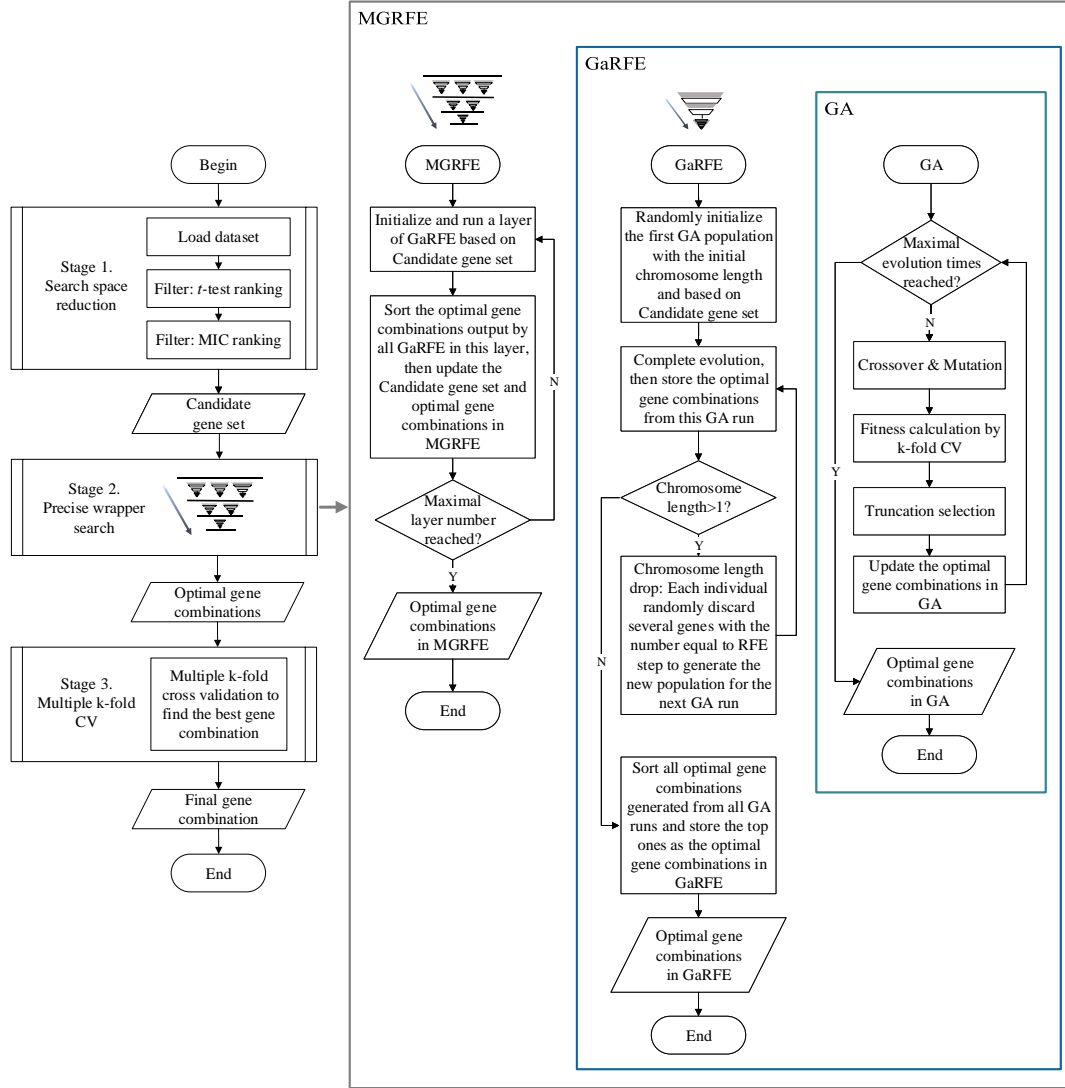 MGRFE
GaRFE
GA
Begin
Stage 1.
Search space
reduction
Load dataset
Filter: t-test ranking
Filter: MIC ranking
Candidate
gene set
Stage 2.
Precise wrapper
search
Optimal gene
combinations
Stage 3.
Multiple k-fold
CV
Multiple k-fold
cross validation to
find the best gene
combination
Final gene
combination
End
MGRFE
Initialize and run a layer
of GaRFE based on
Candidate gene set
Sort the optimal gene
combinations output by
all GaRFE in this layer,
then update the
Candidate gene set and
optimal gene
combinations in
MGRFE
N
Maximal
layer number
reached?
Y
Optimal gene
combinations
in MGRFE
End
GaRFE
Randomly initialize
the first GA population
with the initial
chromosome length
and based on
Candidate gene set
Complete evolution,
then store the optimal
gene combinations
from this GA run
Chromosome
length>1?
Y
N
Chromosome length
drop: Each individual
randomly discard
several genes with the
number equal to RFE
step to generate the
new population for the
next GA run
Sort all optimal gene
combinations
generated from all GA
runs and store the top
ones as the optimal
gene combinations in
GaRFE
Optimal gene
combinations
in GaRFE
End
GA
Maximal
evolution times
reached?
N
Y
Crossover & Mutation
Fitness calculation by
k-fold CV
Truncation selection
Update the optimal
gene combinations in
GA
Optimal gene
combinations
in GA
End